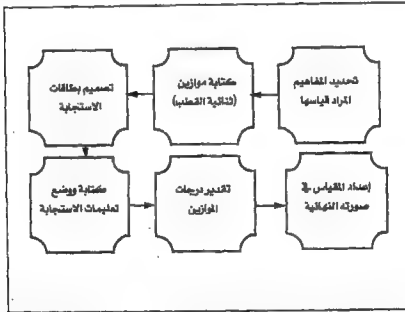 تحديد المفاهيم
المراد قياسها
كتابة موازين
(ثنائية القطب)
تصميم بطاقات
الاستجابة
كتابة ووضع
تعليمات الاستجابة
تقدير درجات
الموازين
إعداد المقياس في
صورته النهائية